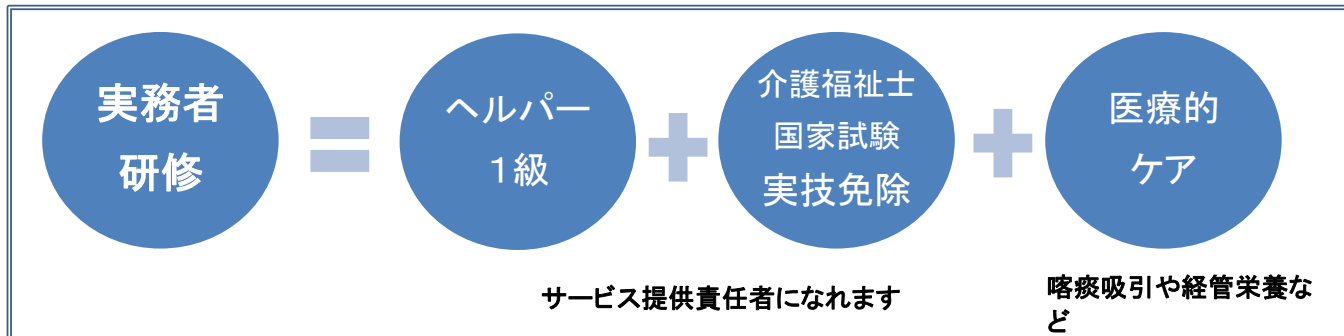 実務者
研修
＝
ヘルパー
１級
＋
介護福祉士
国家試験
実技免除
＋
医療的
ケア
サービス提供責任者になれます
喀痰吸引や経管栄養な
ど